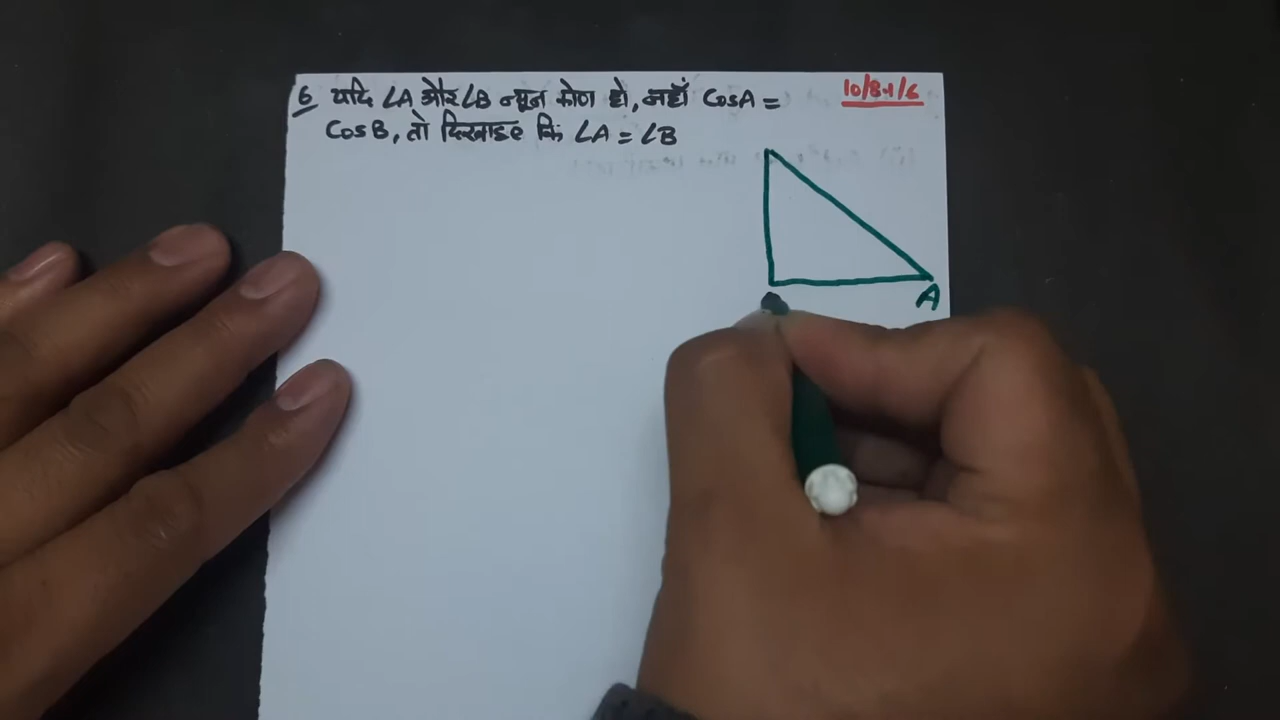 6 यदि ∠A और ∠B न्यून कोण हो, जहाँ CosA =
10/8.1/6
CosB, तो दिखाइए कि ∠A = ∠B
A